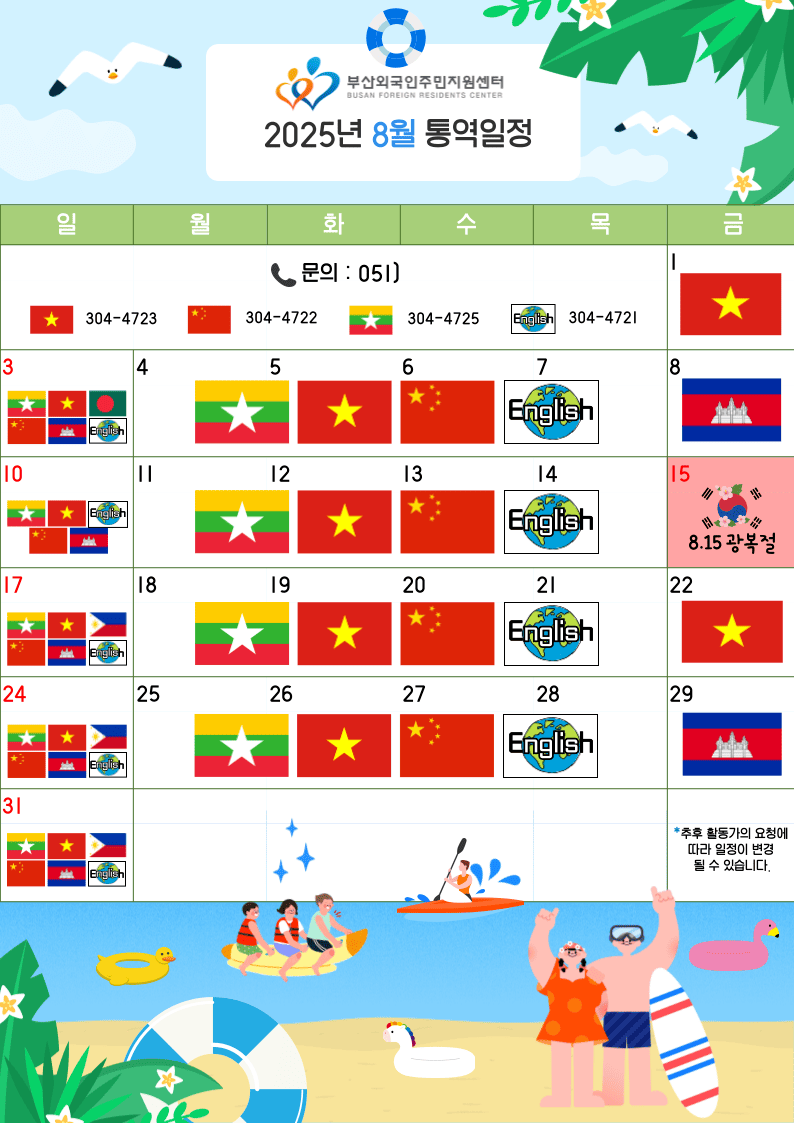 부산외국인주민지원센터
BUSAN FOREIGN RESIDENTS CENTER
2025년 8월 통역일정
일 월 화 수 목 금
문의 : 051)
304-4723 304-4722 304-4725 English 304-4721
1
3 4 5 6 7 8
English English
10 11 12 13 14 15
English English
8.15 광복절
17 18 19 20 21 22
English English
24 25 26 27 28 29
English English
31
English
*추후 활동가의 요청에
따라 일정이 변경
될 수 있습니다.